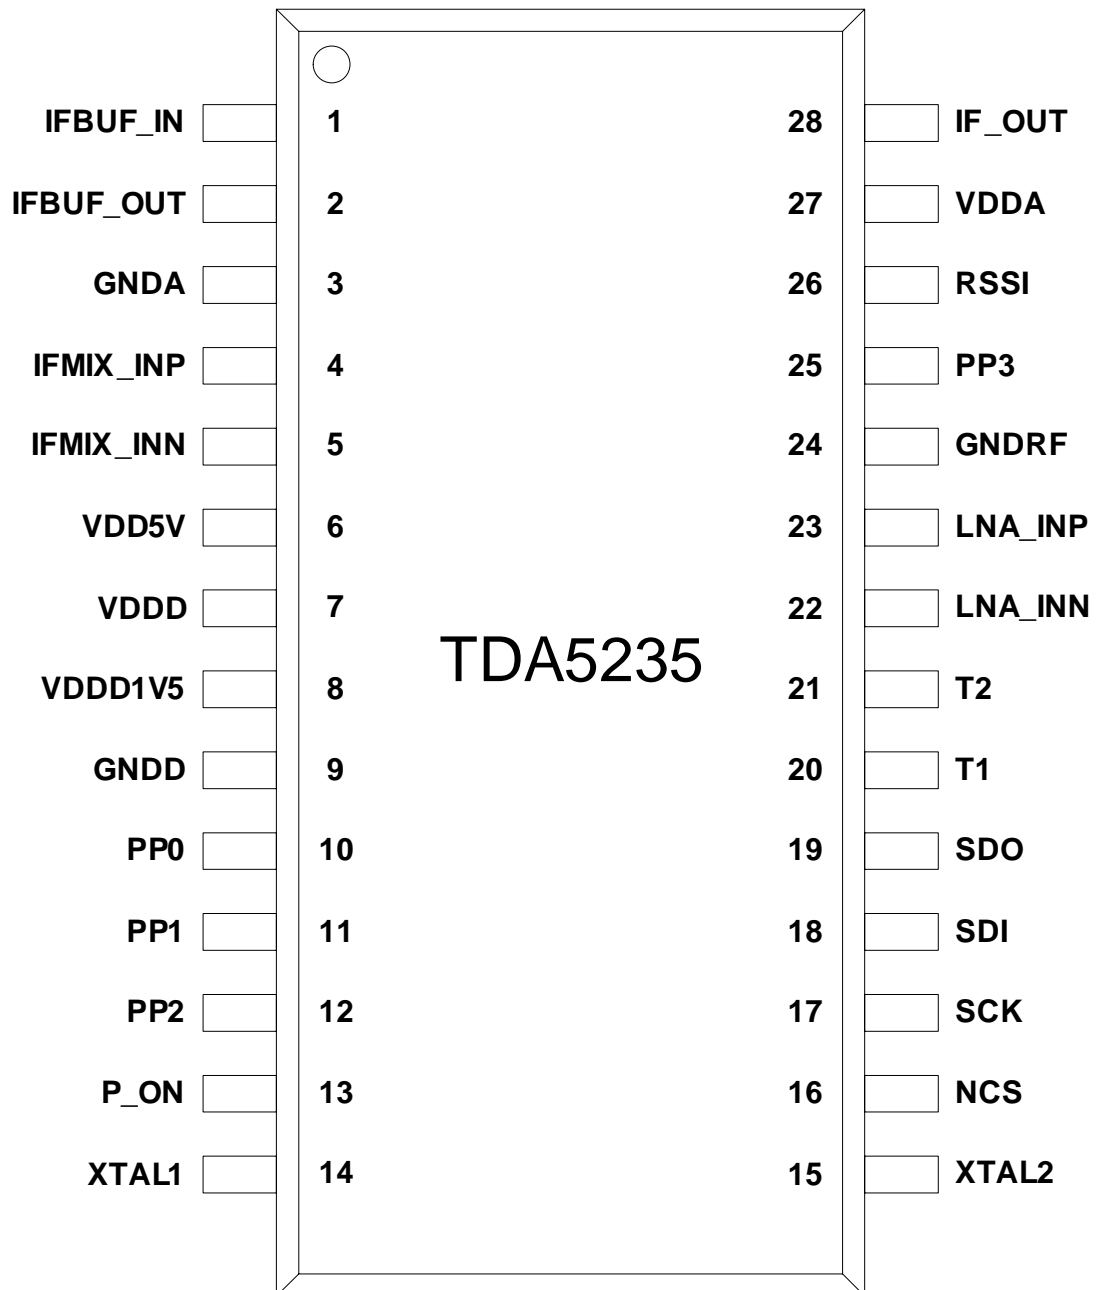 IFBUF_IN 1 28 IF_OUT
IFBUF_OUT 2 27 VDDA
GNDA 3 26 RSSI
IFMIX_INP 4 25 PP3
IFMIX_INN 5 24 GNDRF
VDD5V 6 23 LNA_INP
VDDD 7 22 LNA_INN
TDA5235
VDDD1V5 8 21 T2
GNDD 9 20 T1
PP0 10 19 SDO
PP1 11 18 SDI
PP2 12 17 SCK
P_ON 13 16 NCS
XTAL1 14 15 XTAL2